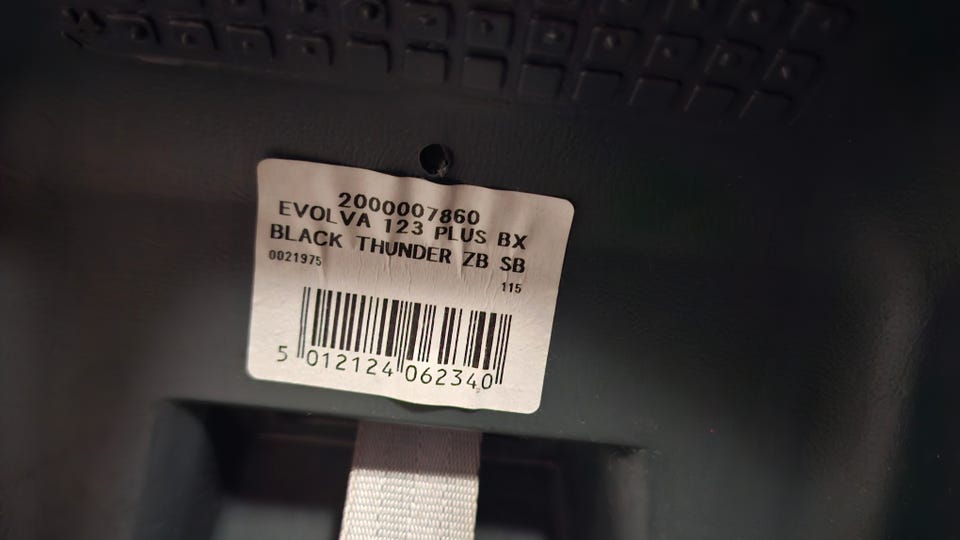 2000007860
EVOLVA 123 PLUS BX
BLACK THUNDER ZB SB
0021975
115
5 012124 062340